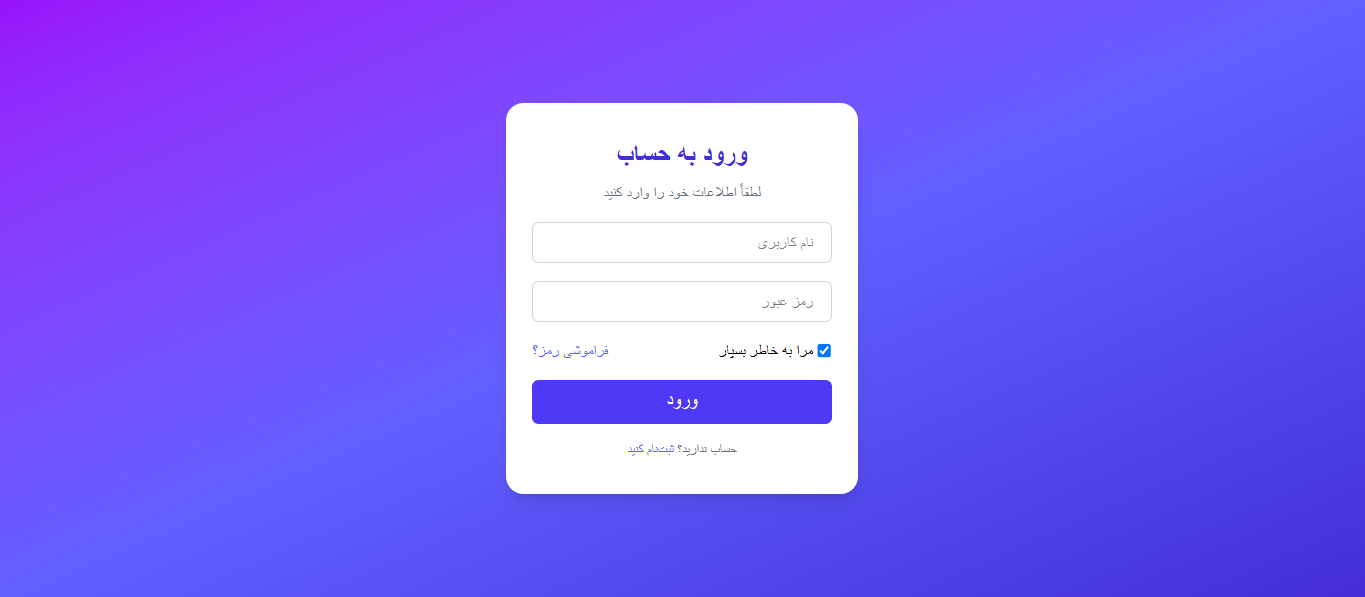 ورود به حساب
لطفاً اطلاعات خود را وارد کنید
نام کاربری
رمز عبور
مرا به خاطر بسپار فراموشی رمز؟
ورود
حساب ندارید؟ ثبت‌نام کنید